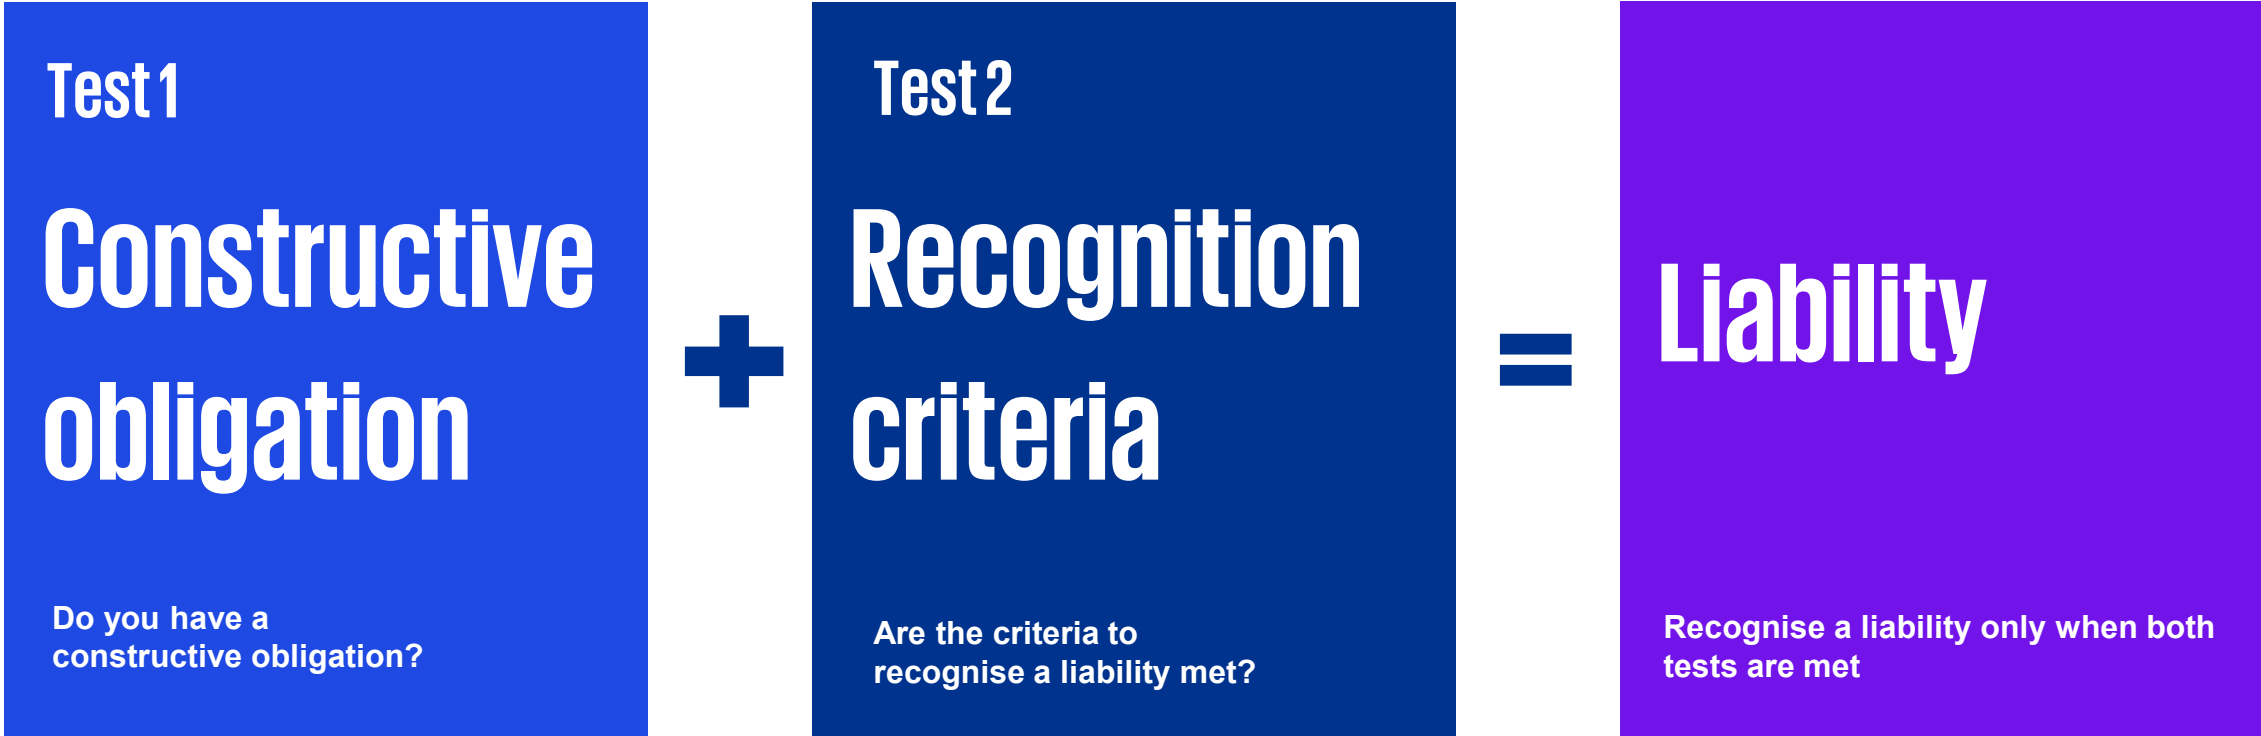 Test 1
Constructive
obligation
Do you have a
constructive obligation?
+
Test 2
Recognition
criteria
Are the criteria to
recognise a liability met?
=
Liability
Recognise a liability only when both
tests are met